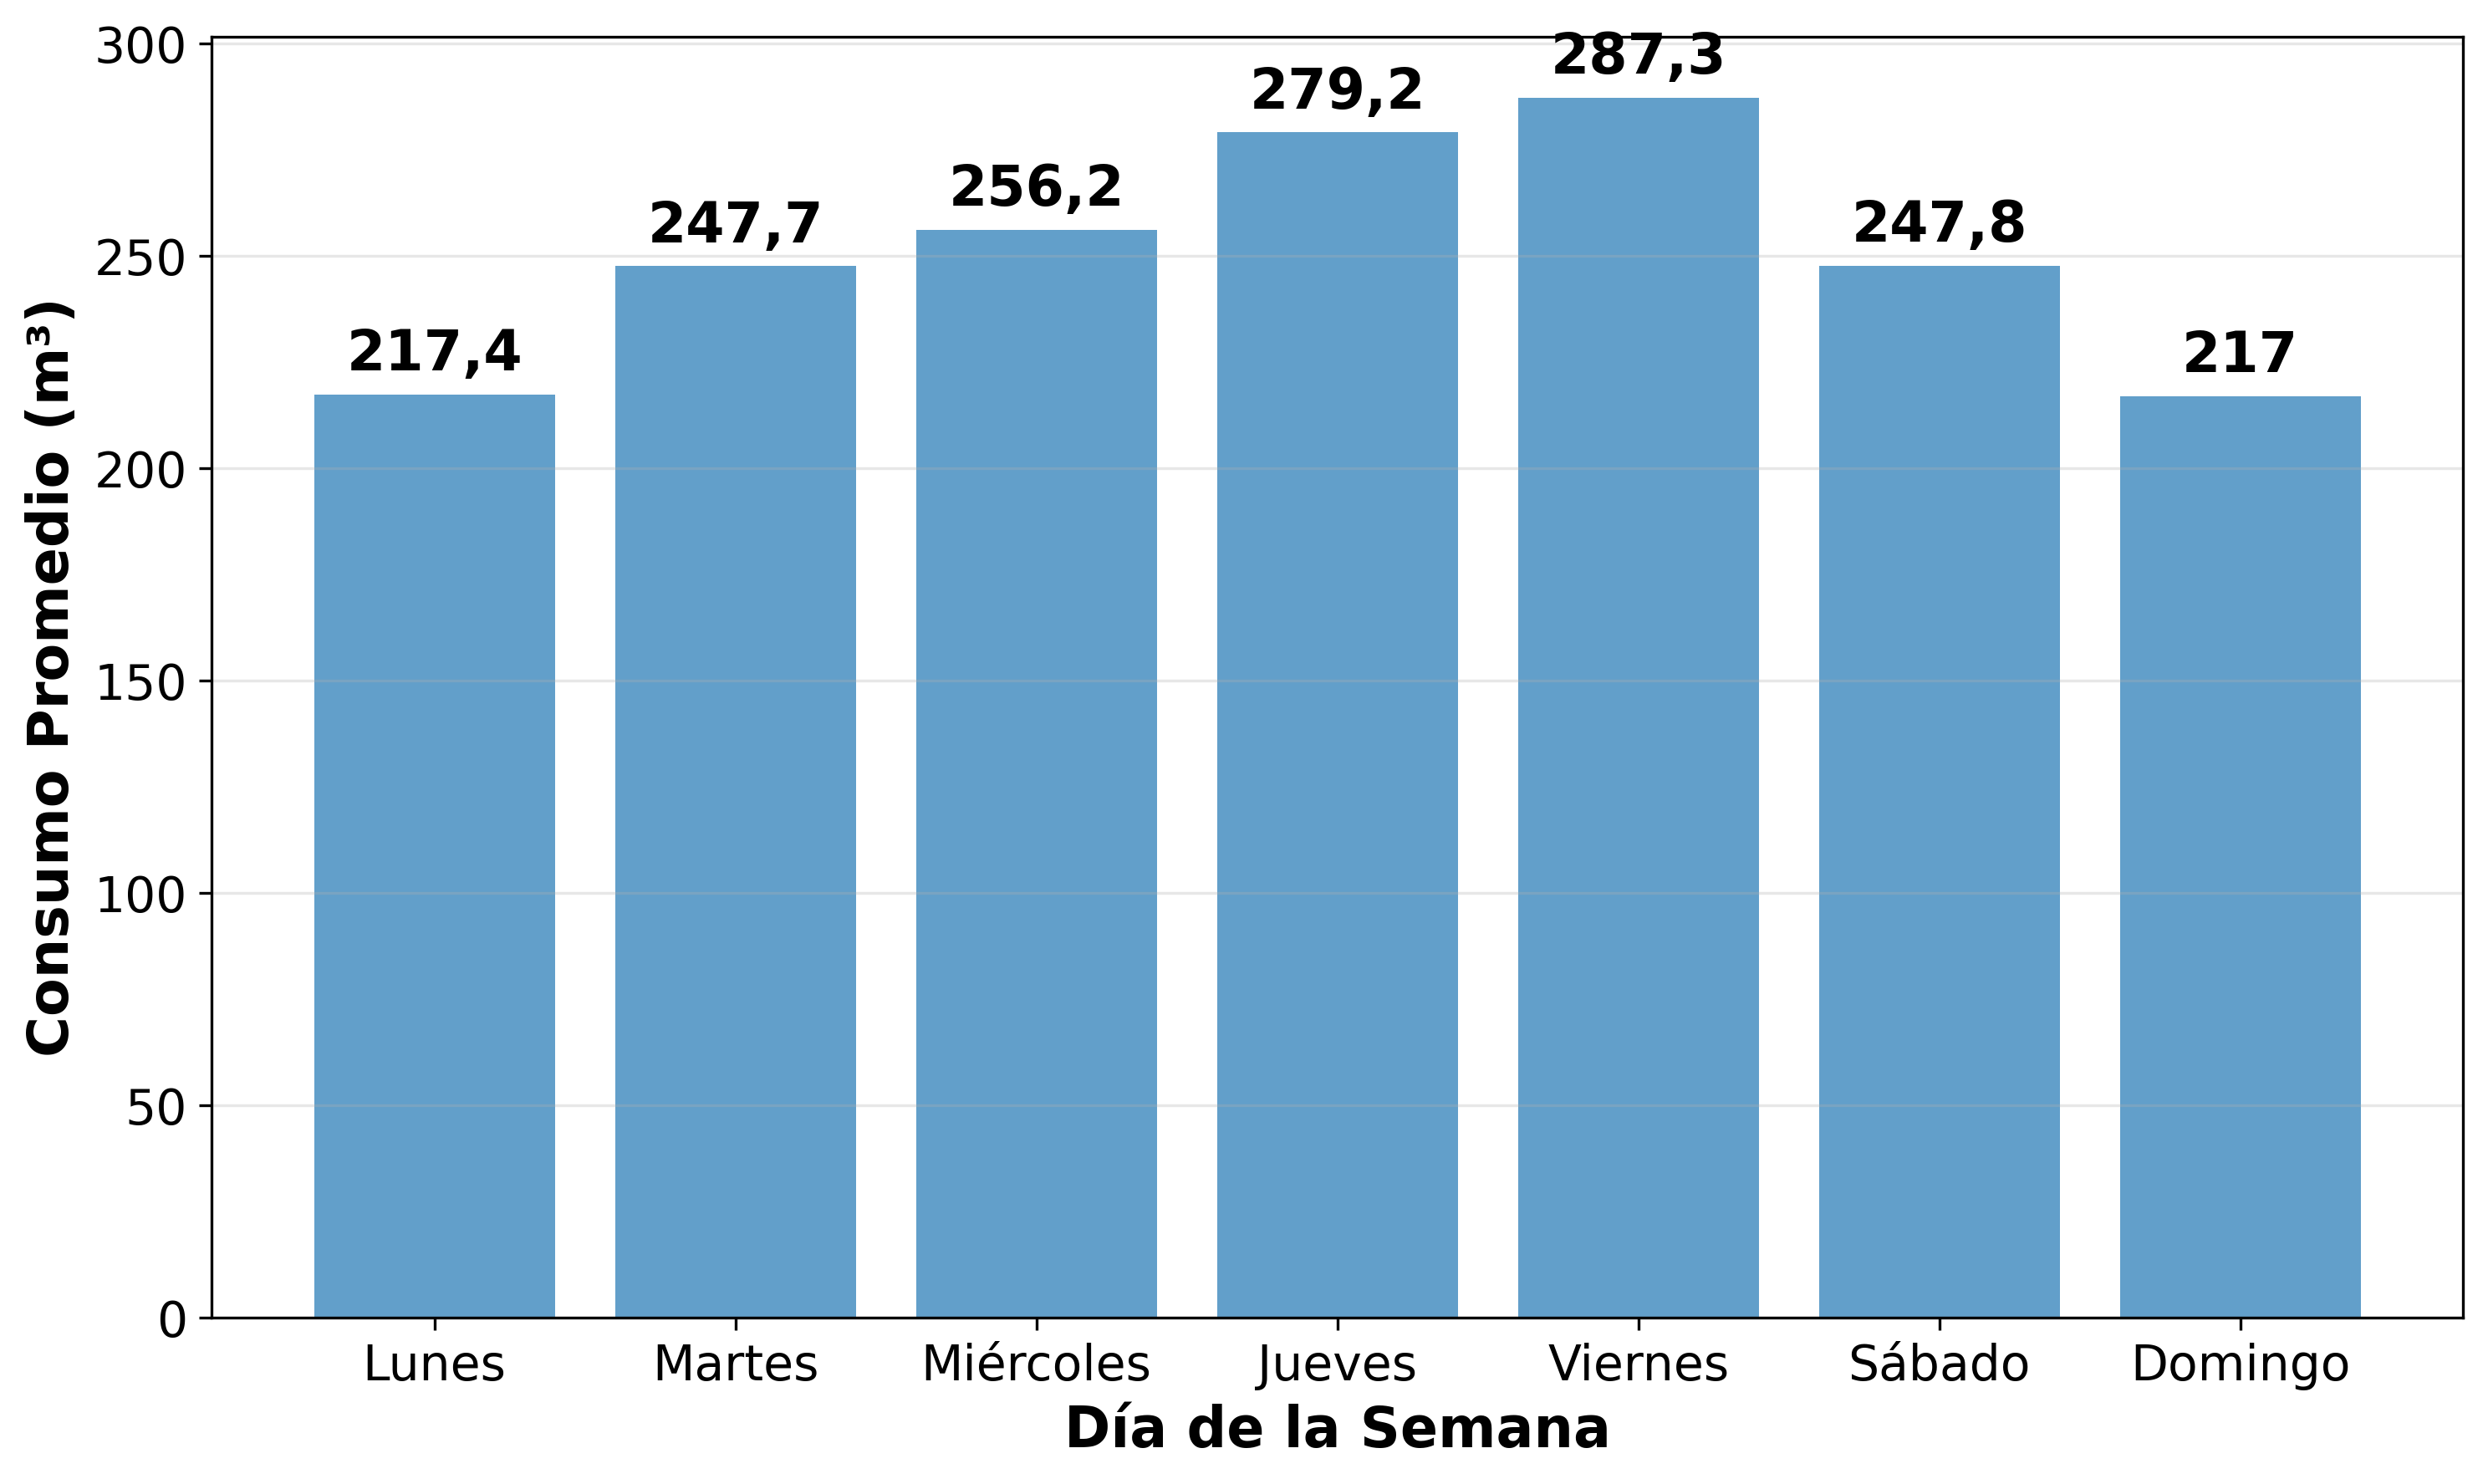 Consumo Promedio (m³)
300
250
200
150
100
50
0
217,4
247,7
256,2
279,2
287,3
247,8
217
Lunes
Martes
Miércoles
Jueves
Viernes
Sábado
Domingo
Día de la Semana